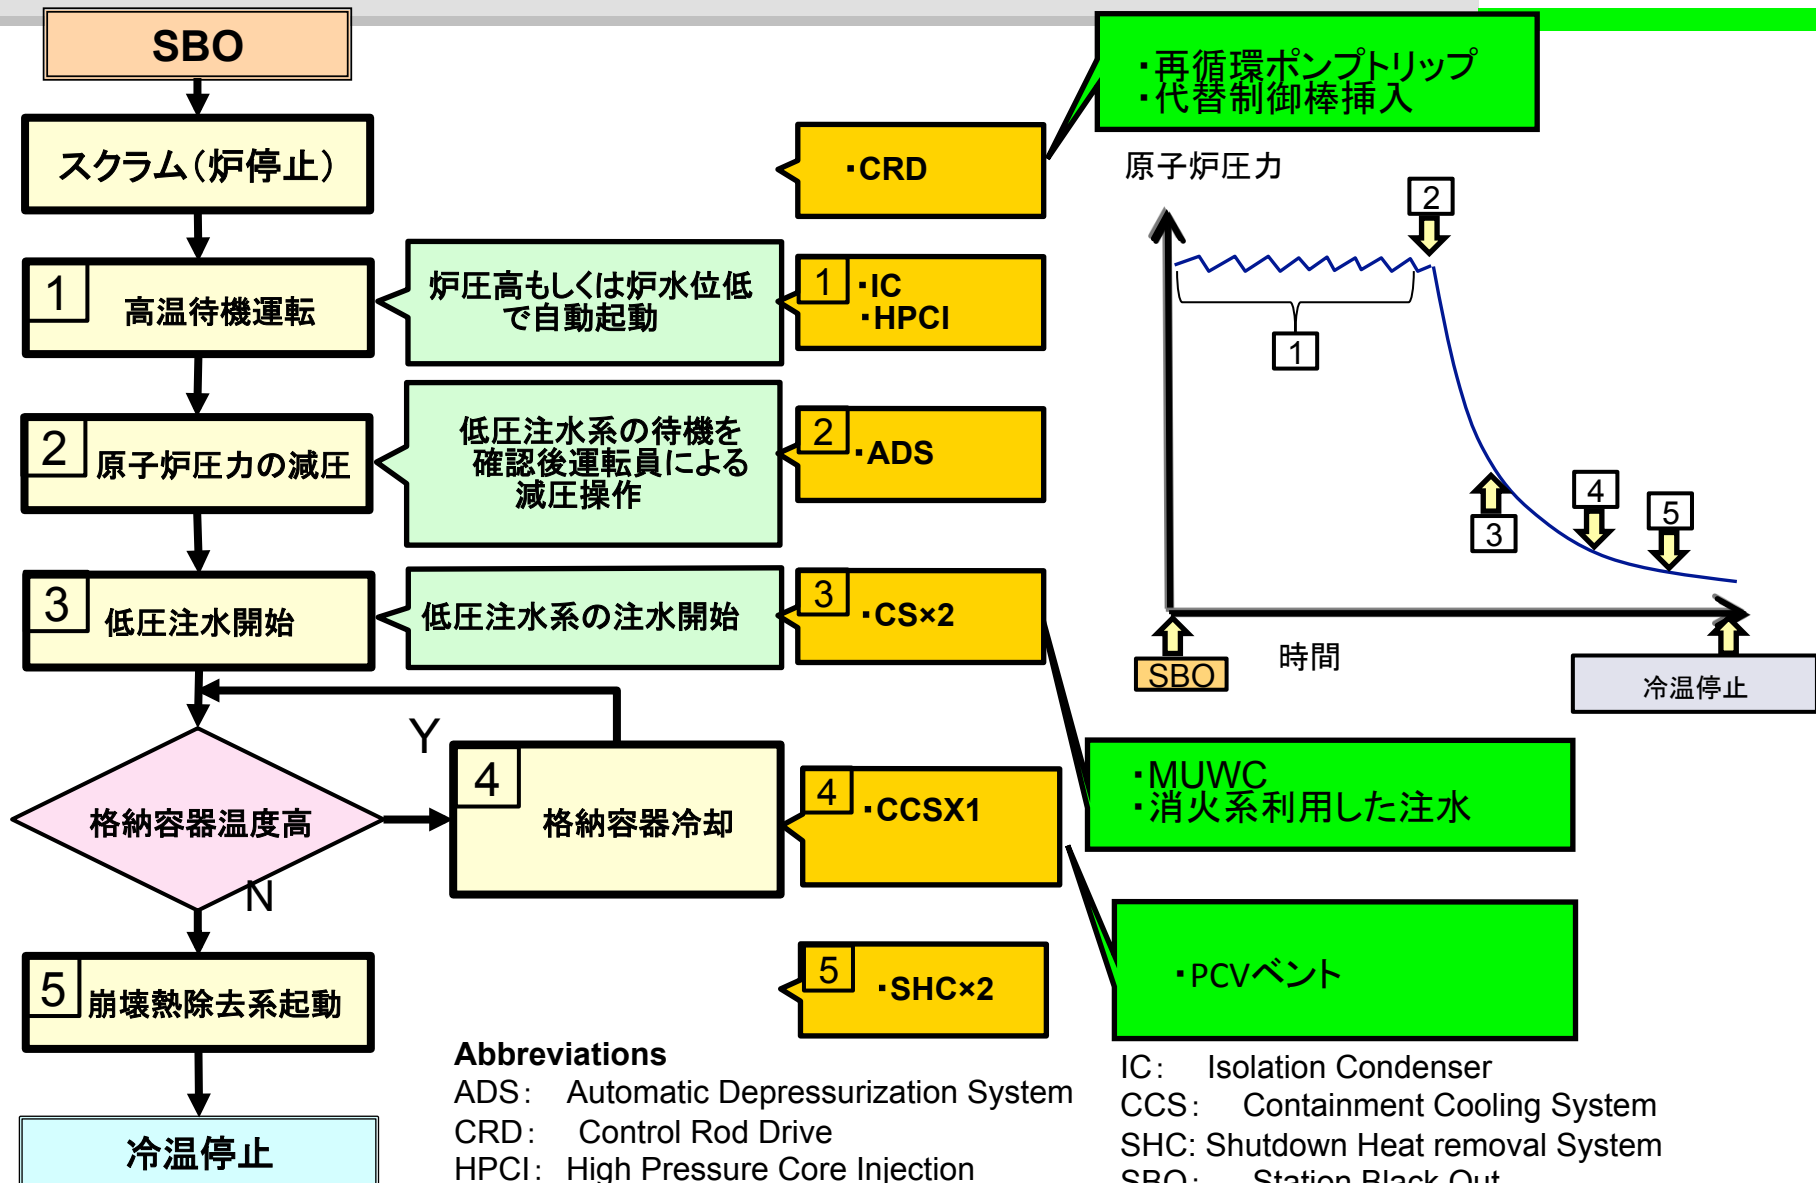 SBO
スクラム（炉停止）
1
高温待機運転
2
原子炉圧力の減圧
3
低圧注水開始
格納容器温度高
Y
N
4
格納容器冷却
5
崩壊熱除去系起動
冷温停止
炉圧高もしくは炉水位低
で自動起動
低圧注水系の待機を
確認後運転員による
減圧操作
低圧注水系の注水開始
・CRD
1
・IC
・HPCI
2
・ADS
3
・CS×2
4
・CCSX1
5
・SHC×2
・再循環ポンプトリップ
・代替制御棒挿入
原子炉圧力
2
1
3
4
5
SBO
時間
冷温停止
・MUWC
・消火系利用した注水
・PCVベント
Abbreviations
ADS： Automatic Depressurization System
CRD： Control Rod Drive
HPCI： High Pressure Core Injection
IC： Isolation Condenser
CCS： Containment Cooling System
SHC: Shutdown Heat removal System
SBO： Station Black Out